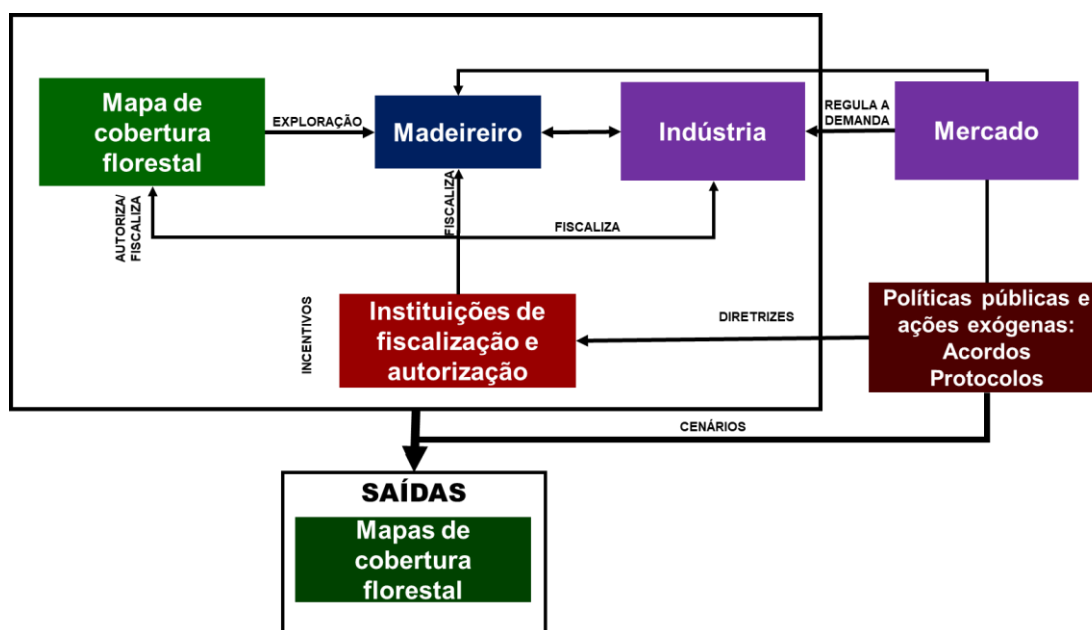 Mapa de
cobertura
florestal
EXPLORAÇÃO
Madeireiro
Indústria
REGULA A
DEMANDA
Mercado
AUTORIZA/
FISCALIZA
FISCALIZA
FISCALIZA
INCENTIVOS
Instituições de
fiscalização e
autorização
DIRETRIZES
Políticas públicas e
ações exógenas:
Acordos
Protocolos
CENÁRIOS
SAÍDAS
Mapas de
cobertura
florestal